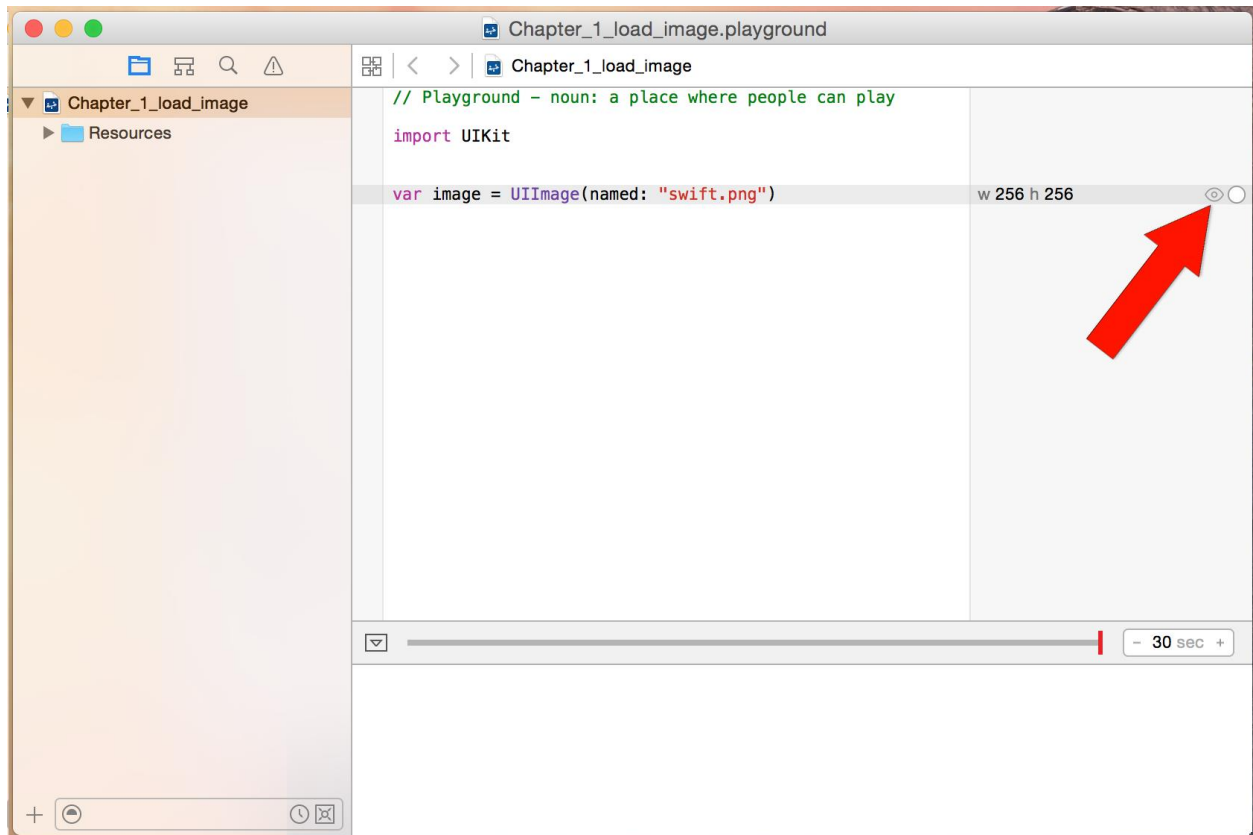 Chapter_1_load_image.playground
Chapter_1_load_image
Chapter_1_load_image
Resources
// Playground – noun: a place where people can play
import UIKit
var image = UIImage(named: "swift.png")
w 256 h 256
- 30 sec +